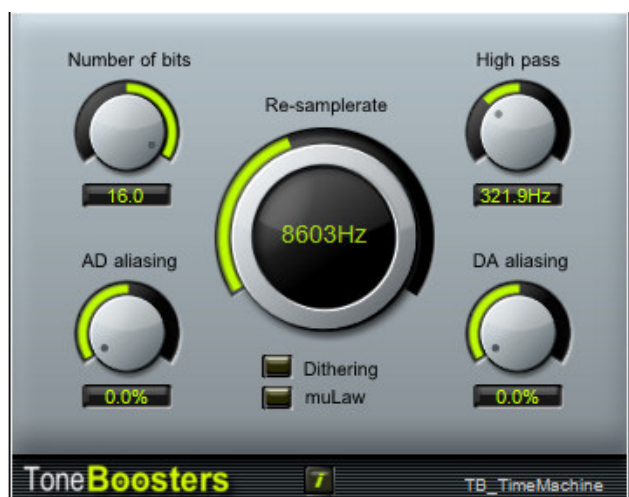 Number of bits
High pass
Re-samplerate
16.0
321.9Hz
8603Hz
AD aliasing
DA aliasing
Dithering
muLaw
0.0%
0.0%
ToneBoosters
T
TB_TimeMachine